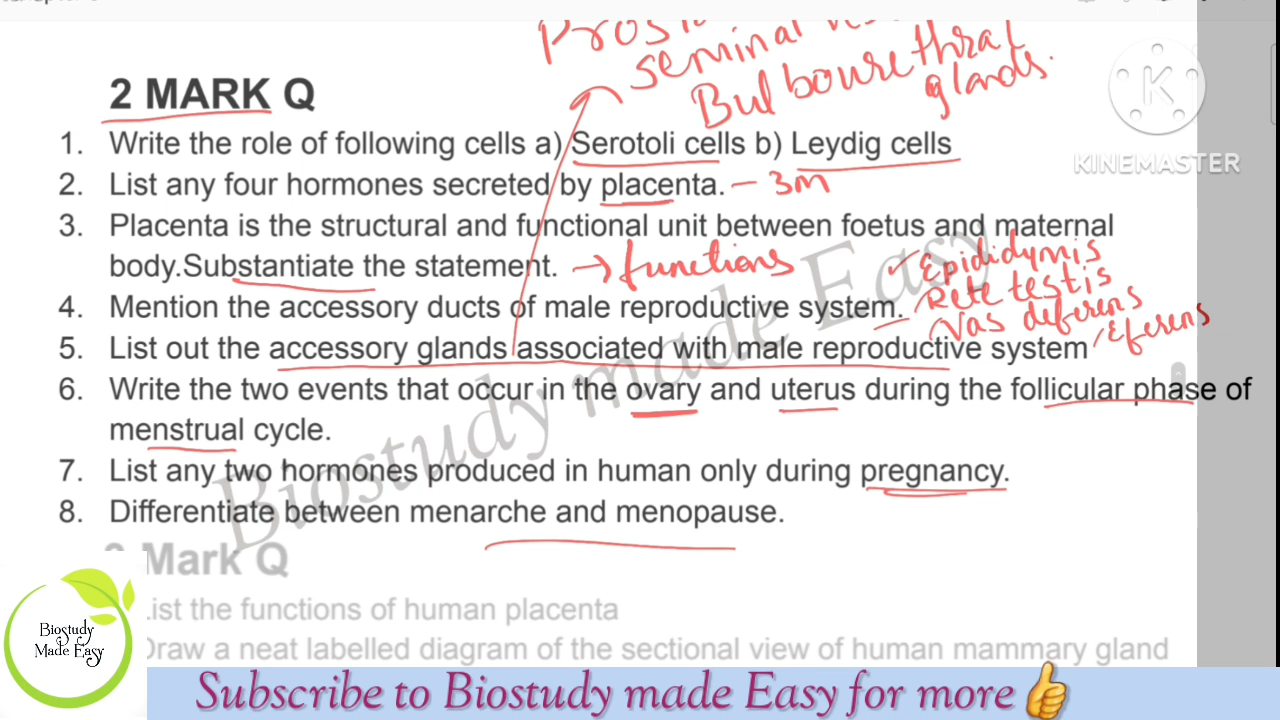 seminal
Bulbourethral
glands.
2 MARK Q
KINEMASTER
1. Write the role of following cells a) Serotoli cells b) Leydig cells
2. List any four hormones secreted by placenta. - 3m
3. Placenta is the structural and functional unit between foetus and maternal
body.Substantiate the statement. → functions
Epididymis
4. Mention the accessory ducts of male reproductive system. Rete testis
Vas deferens / Eferens
5. List out the accessory glands associated with male reproductive system
6. Write the two events that occur in the ovary and uterus during the follicular phase of
menstrual cycle.
7. List any two hormones produced in human only during pregnancy.
8. Differentiate between menarche and menopause.
Biostudy made Easy
Mark Q
List the functions of human placenta
Draw a neat labelled diagram of the sectional view of human mammary gland
Biostudy
Made Easy
Subscribe to Biostudy made Easy for more 👍